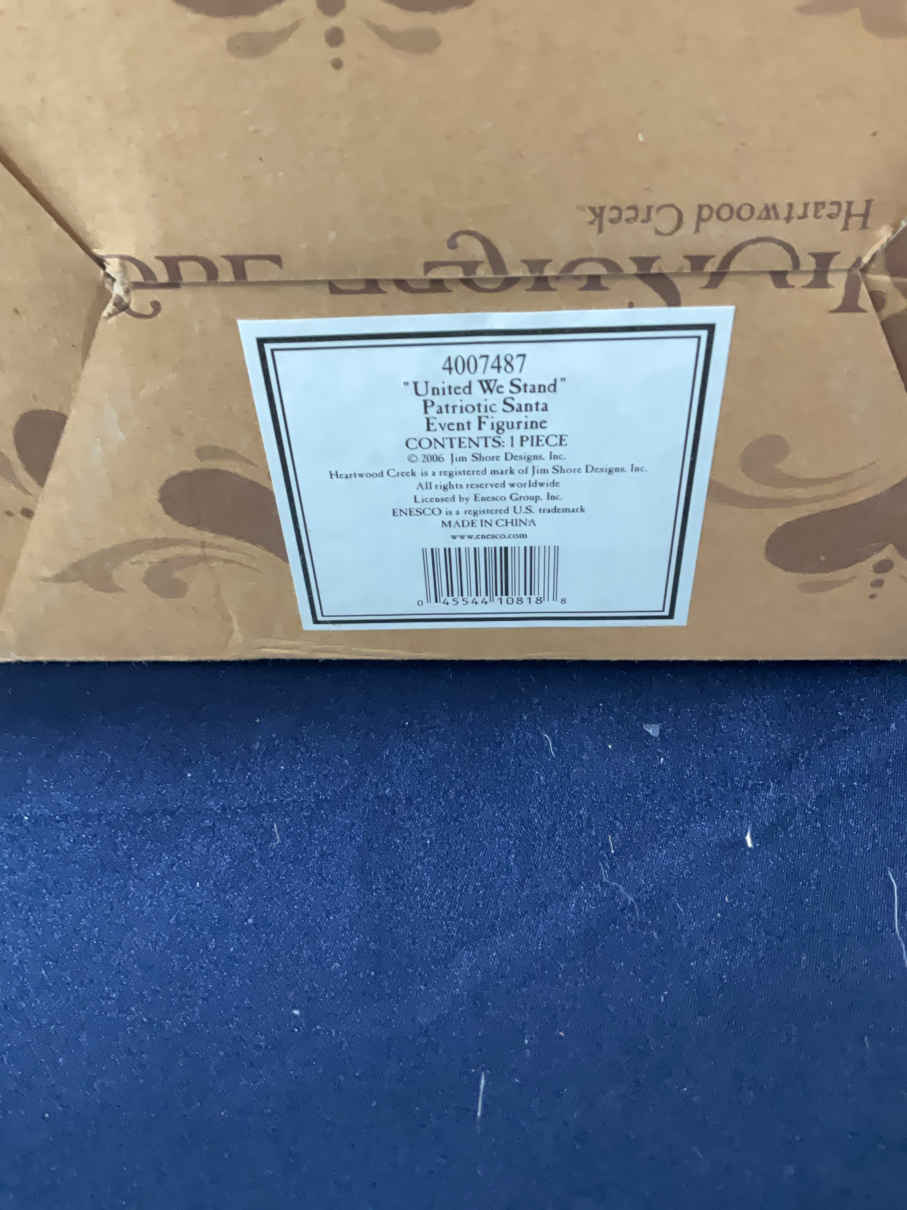 Heartwood Creek
4007487
"United We Stand"
Patriotic Santa
Event Figurine
CONTENTS: 1 PIECE
© 2006 Jim Shore Designs, Inc.
Heartwood Creek is a registered mark of Jim Shore Designs, Inc.
All rights reserved worldwide
Licensed by Enesco Group, Inc.
ENESCO is a registered U.S. trademark
MADE IN CHINA
www.enesco.com
0 45544 10818 8